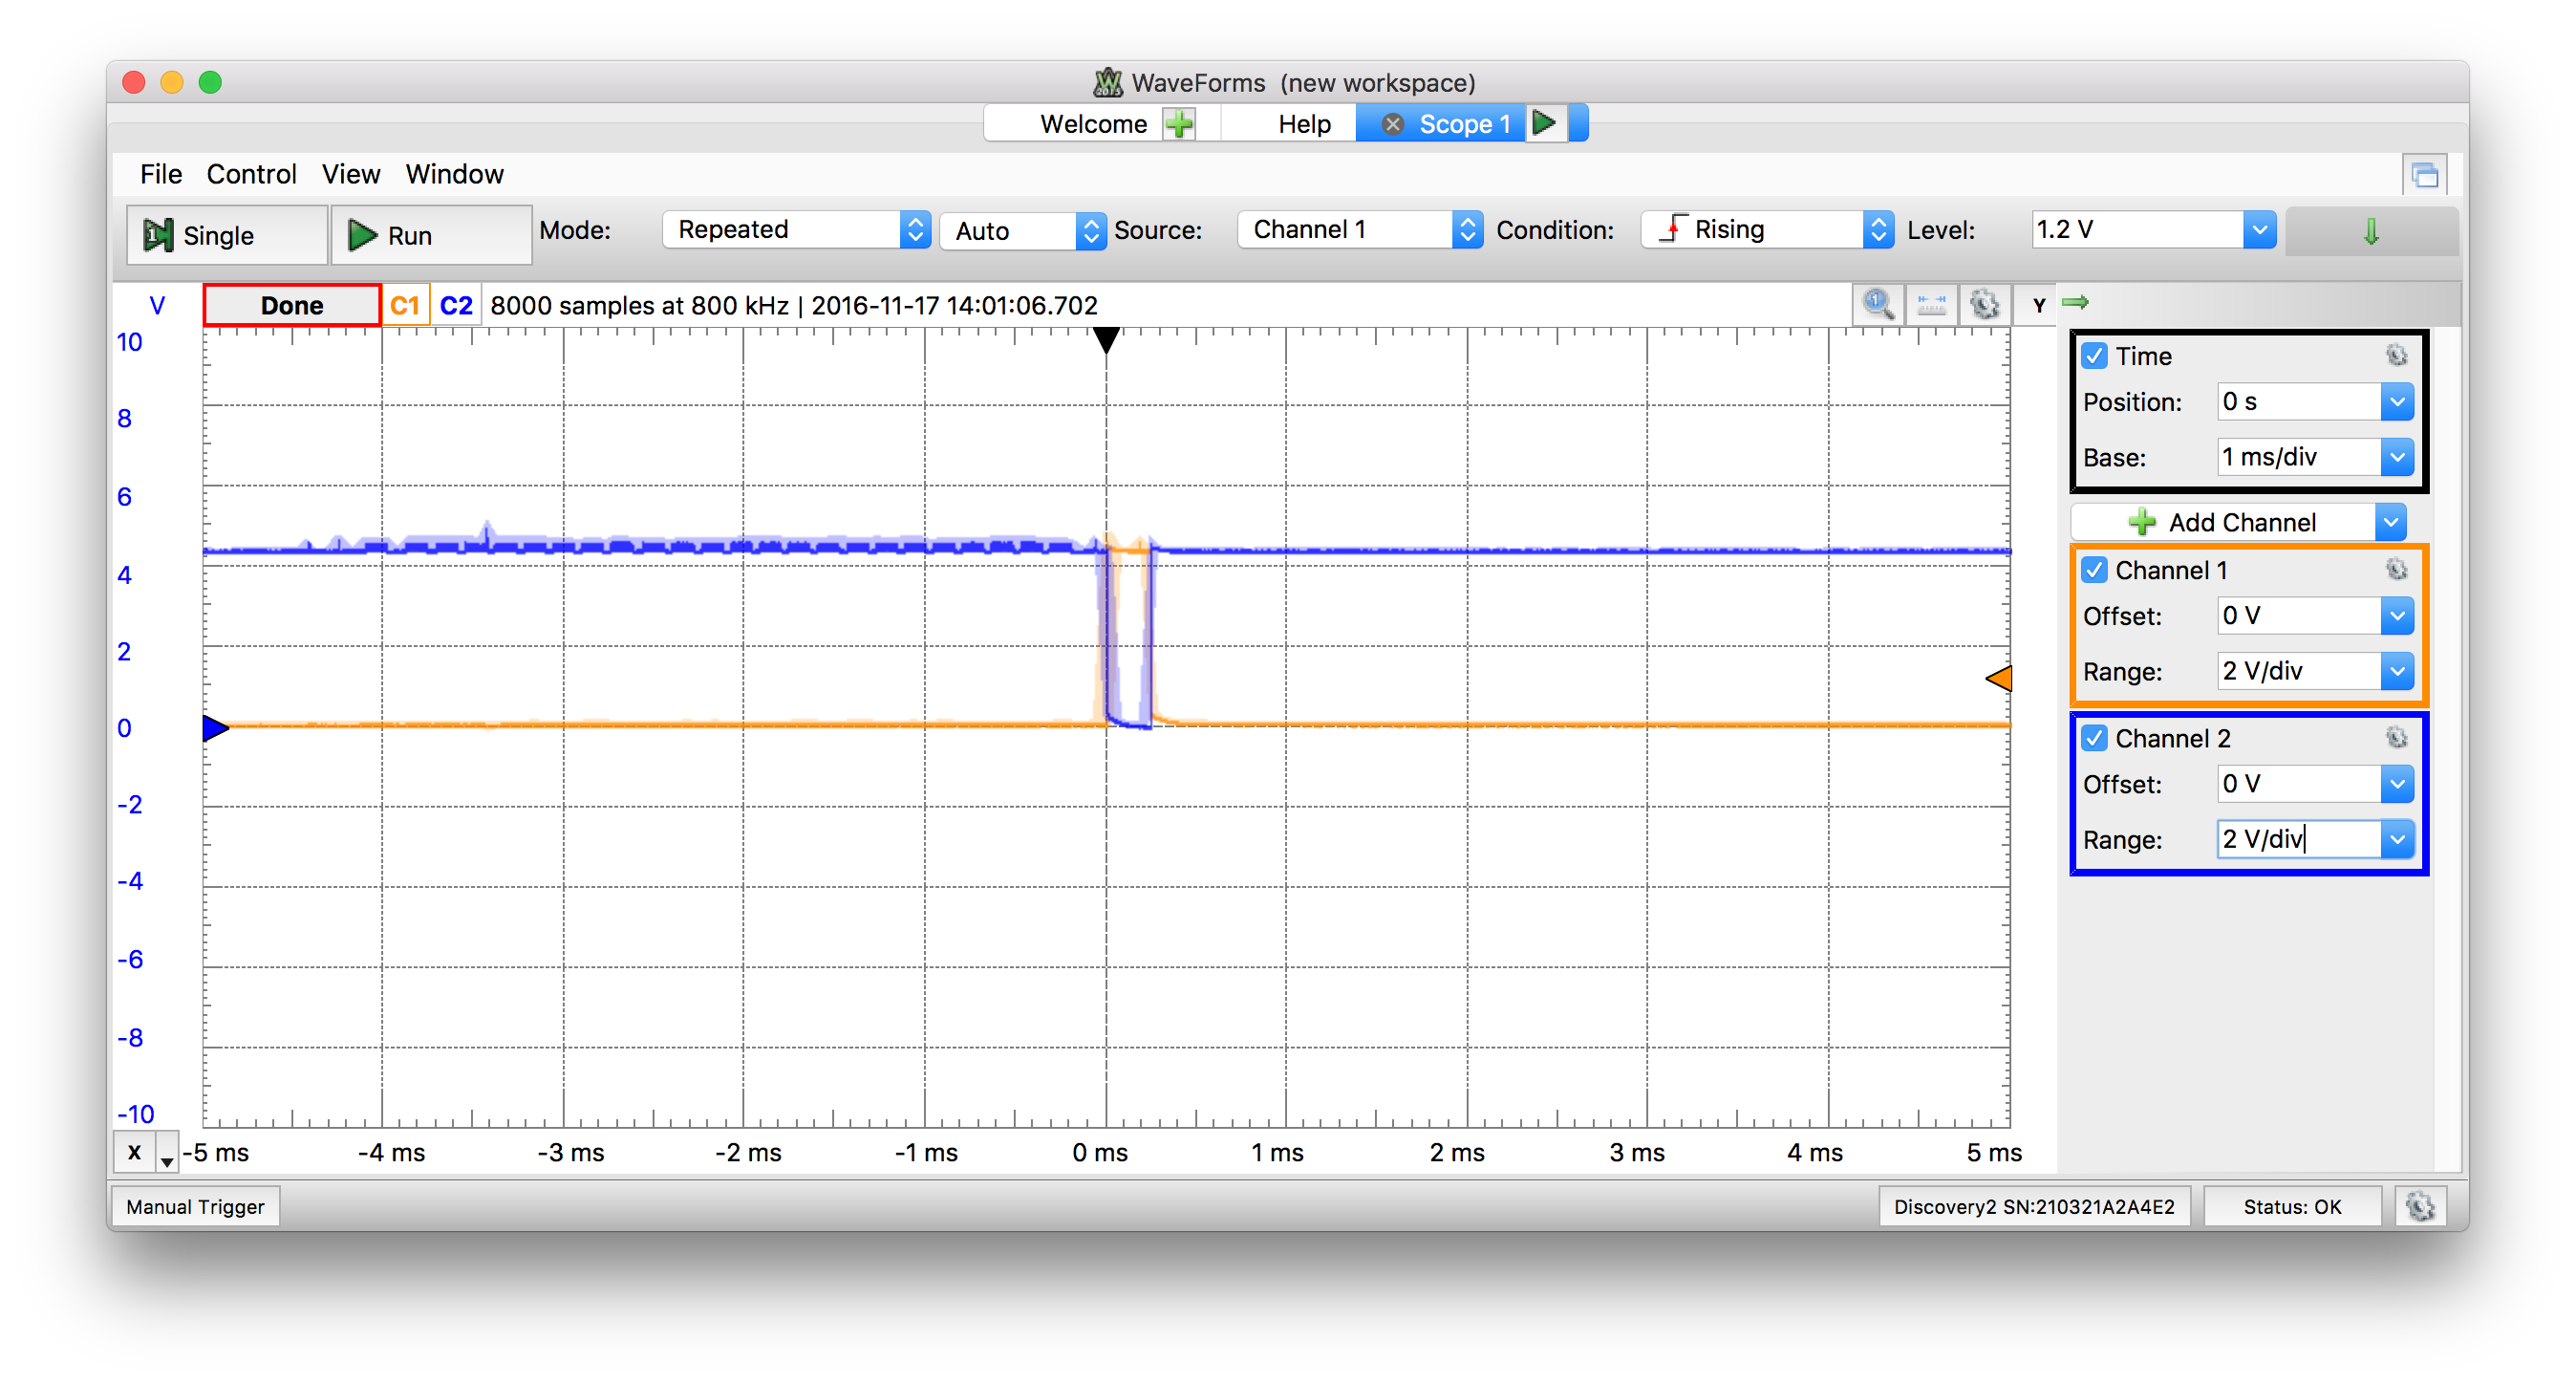 WaveForms (new workspace)
Welcome Help Scope 1
File Control View Window
1 Single Run Mode: Repeated Auto Source: Channel 1 Condition: Rising Level: 1.2 V
V Done C1 C2 8000 samples at 800 kHz | 2016-11-17 14:01:06.702 1 Y
10
8
6
4
2
0
-2
-4
-6
-8
-10
X -5 ms -4 ms -3 ms -2 ms -1 ms 0 ms 1 ms 2 ms 3 ms 4 ms 5 ms
Time
Position: 0 s
Base: 1 ms/div
Add Channel
Channel 1
Offset: 0 V
Range: 2 V/div
Channel 2
Offset: 0 V
Range: 2 V/div
Manual Trigger Discovery2 SN:210321A2A4E2 Status: OK